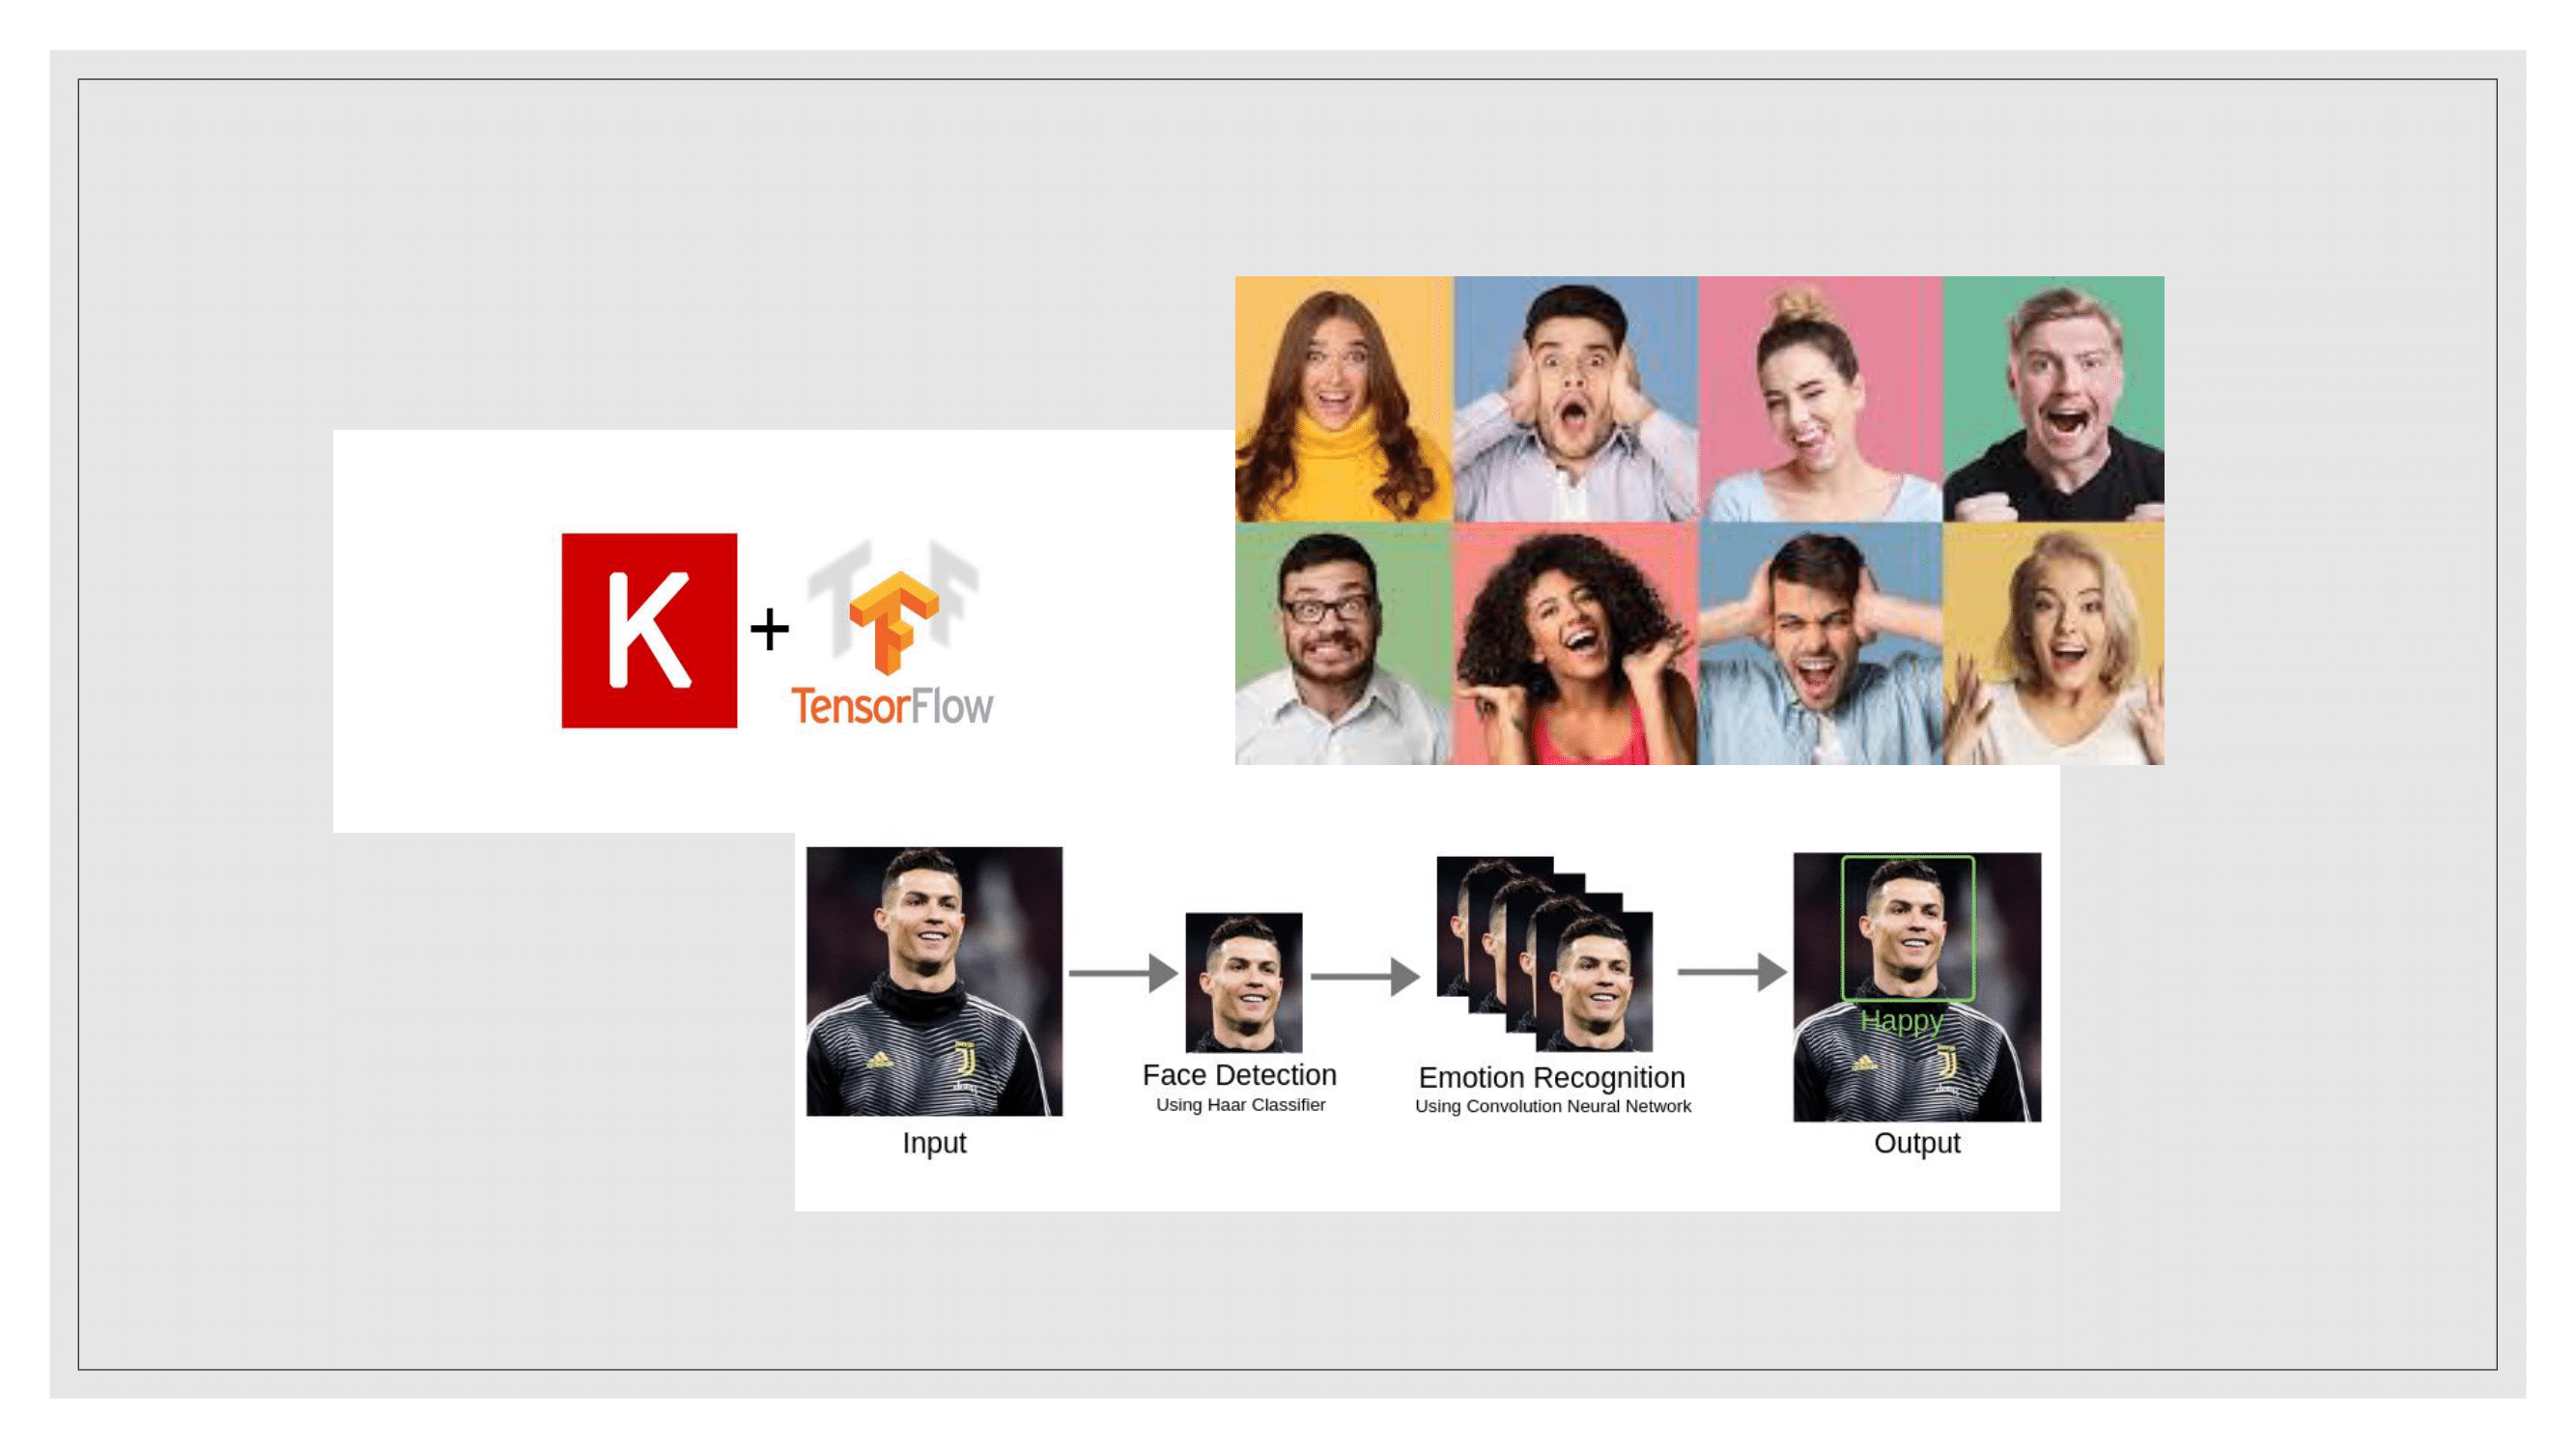 K
+
TensorFlow
Happy
Face Detection
Using Haar Classifier
Emotion Recognition
Using Convolution Neural Network
Input
Output